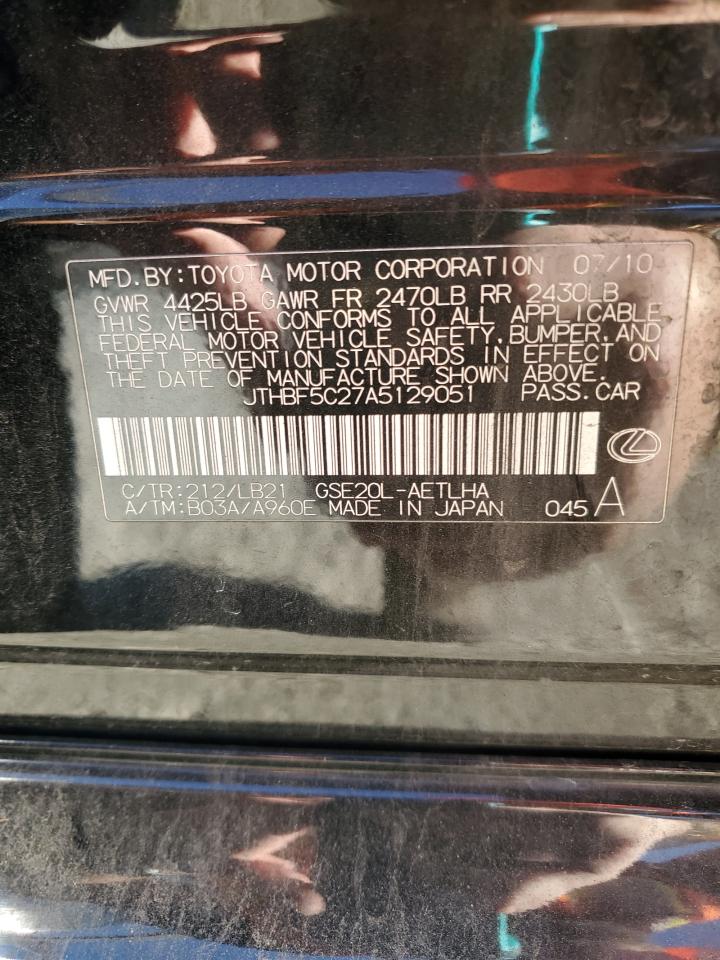 MFD.BY:TOYOTA MOTOR CORPORATION 07/10
GVWR 4425LB GAWR FR 2470LB RR 2430LB
THIS VEHICLE CONFORMS TO ALL APPLICABLE
FEDERAL MOTOR VEHICLE SAFETY,BUMPER,AND
THEFT PREVENTION STANDARDS IN EFFECT ON
THE DATE OF MANUFACTURE SHOWN ABOVE.
JTHBF5C27A5129051 PASS.CAR
C/TR:212/LB21 GSE20L-AETLHA
A/TM:B03A/A960E MADE IN JAPAN 045 A